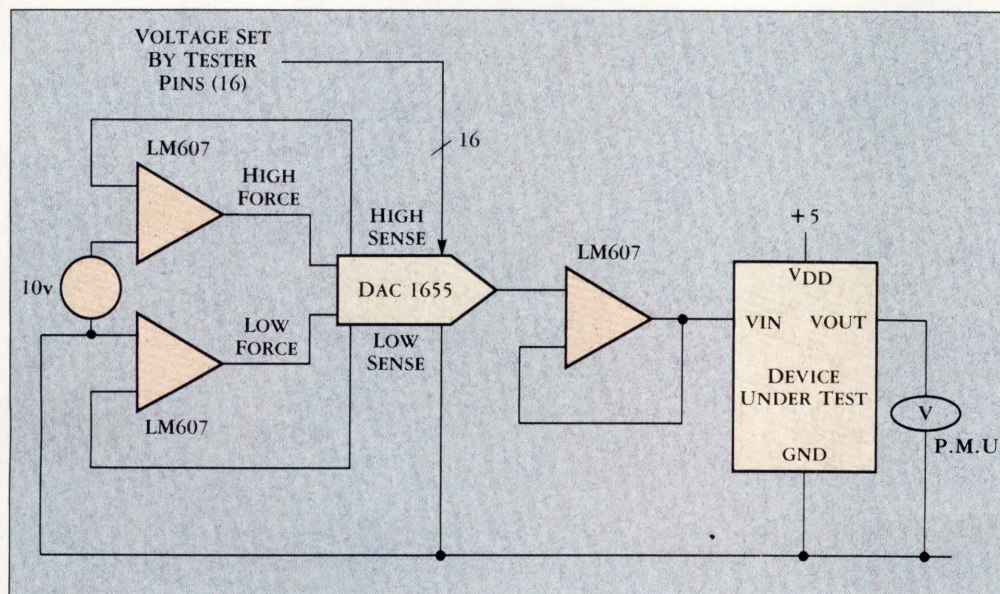 VOLTAGE SET
BY TESTER
PINS (16)
16
LM607
HIGH
FORCE
HIGH
SENSE
10v
DAC 1655
LOW
FORCE
LOW
SENSE
LM607
LM607
+5
VDD
VIN VOUT
DEVICE
UNDER TEST
GND
V
P.M.U